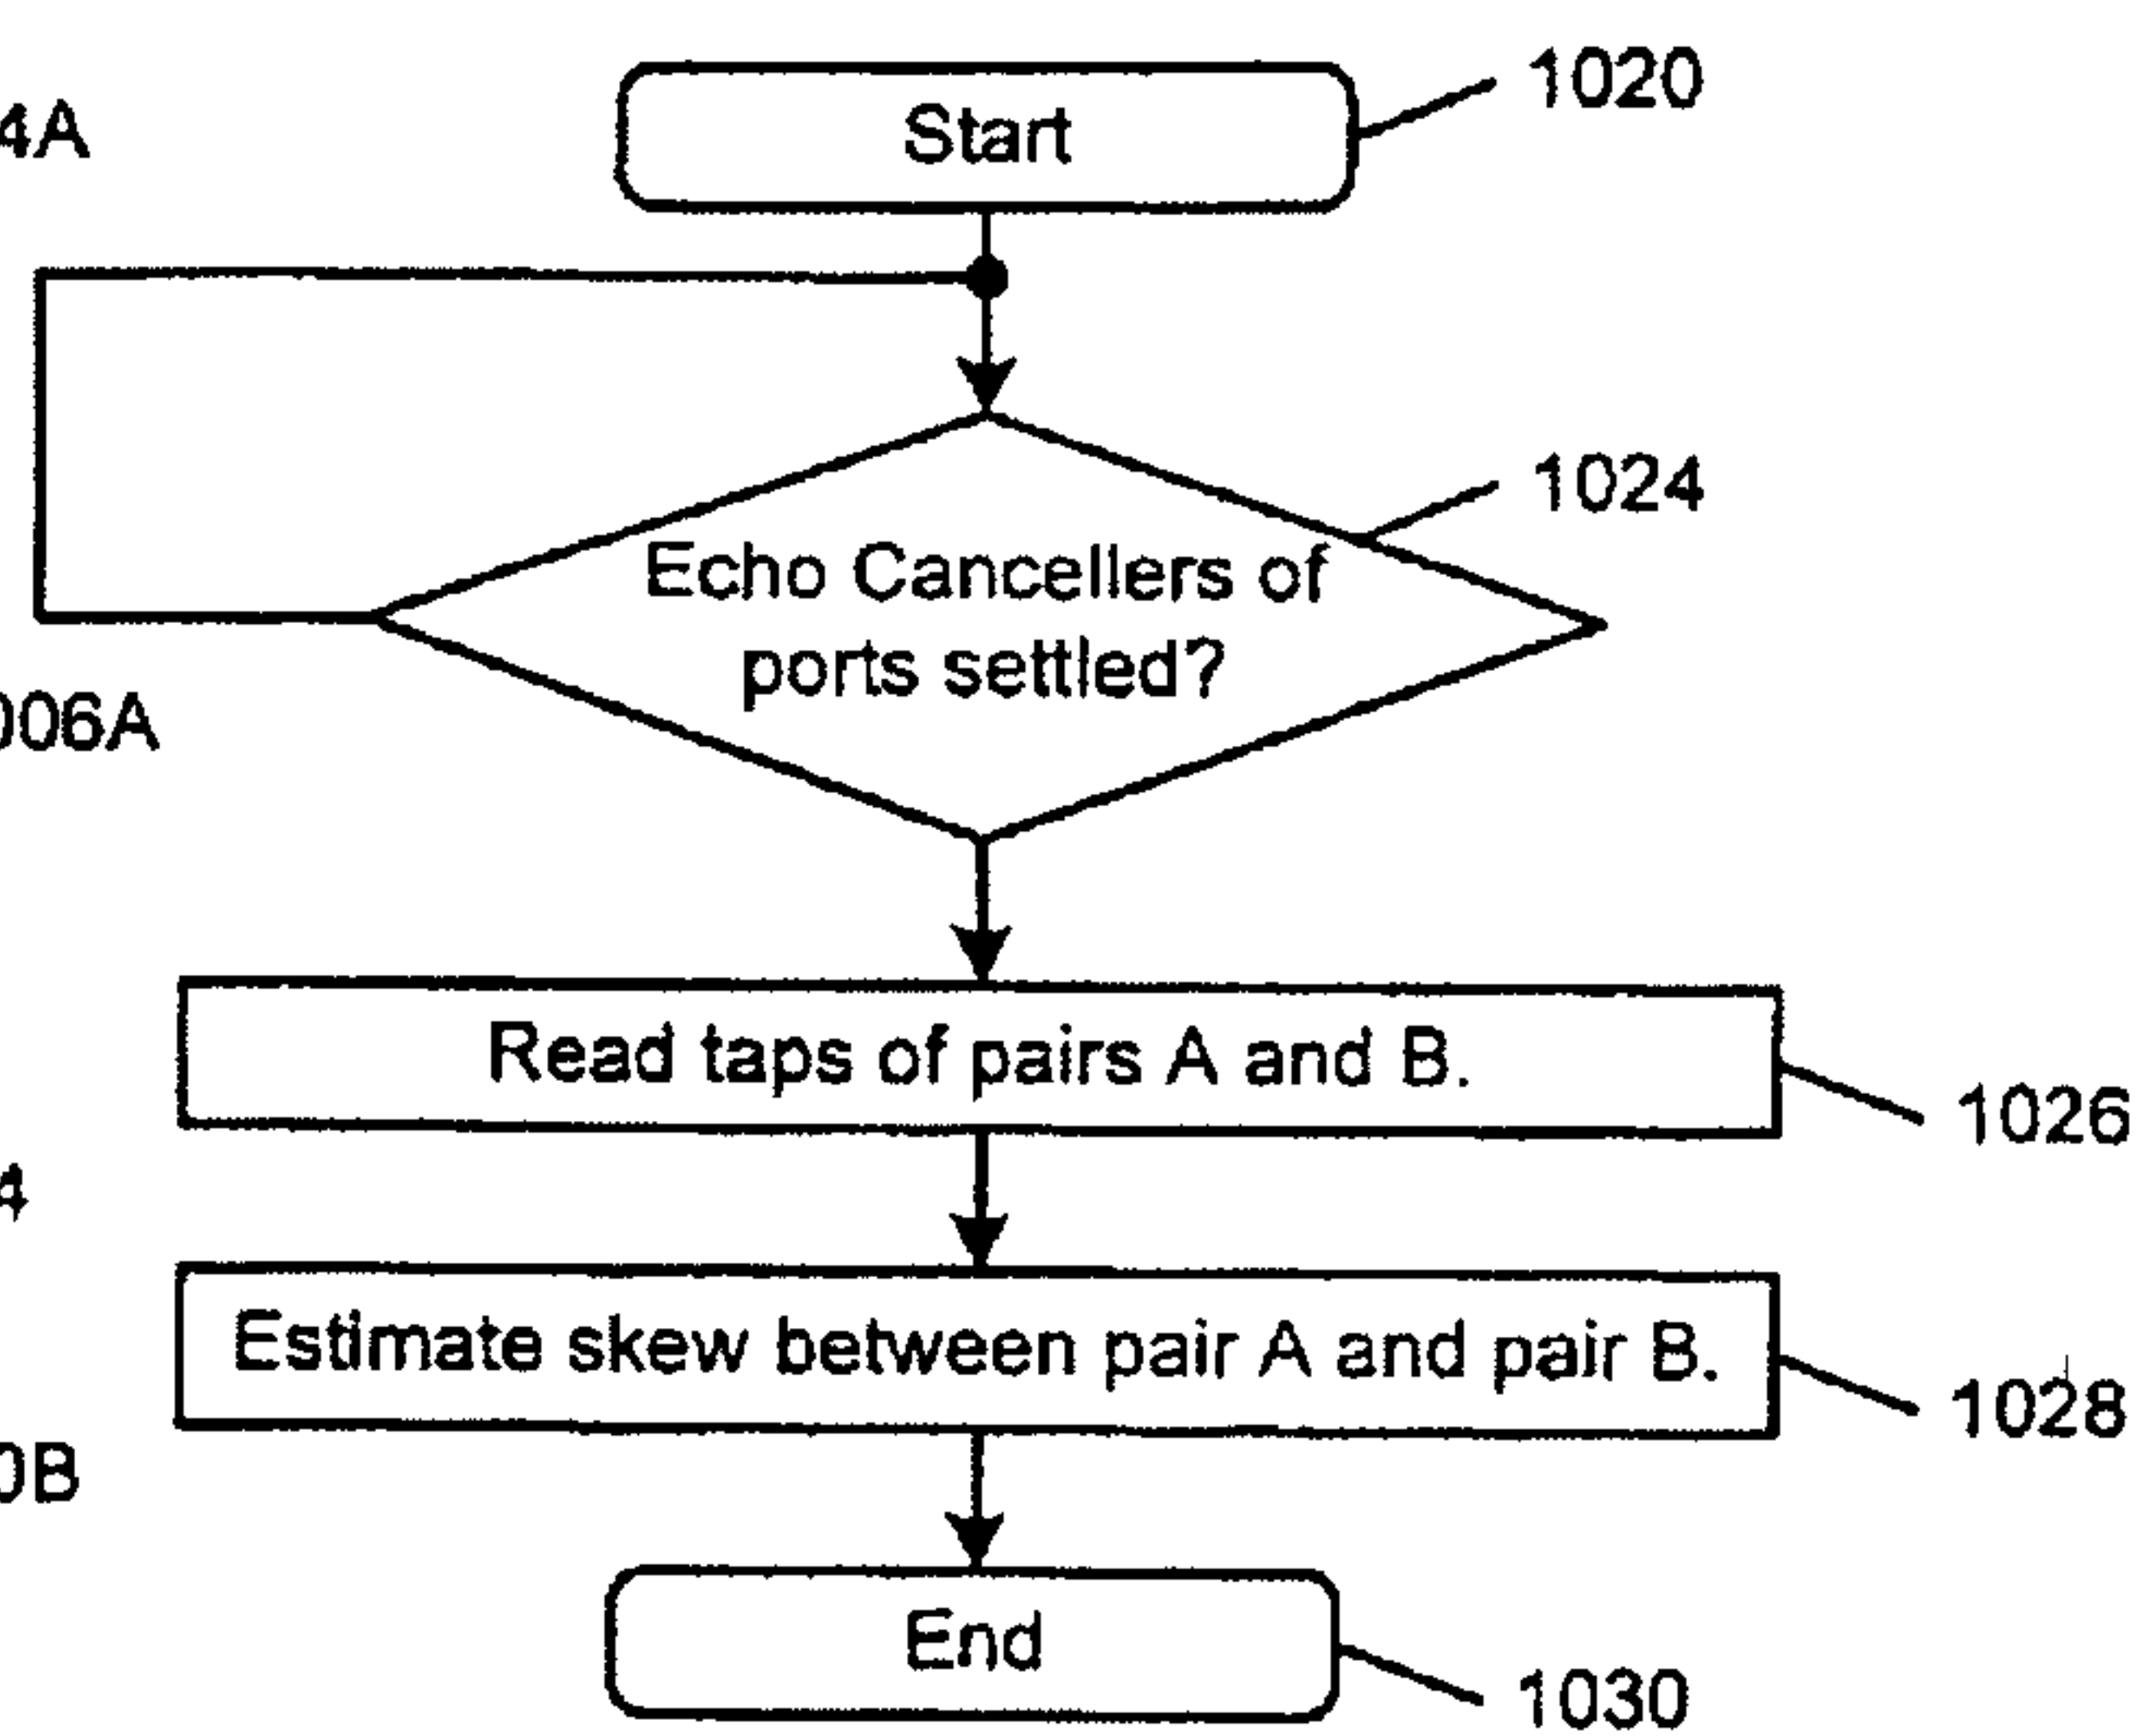 1020
Start
4A
1024
Echo Cancellers of
ports settled?
006A
Read taps of pairs A and B.
1026
4
Estimate skew between pair A and pair B.
1028
0B
End
1030